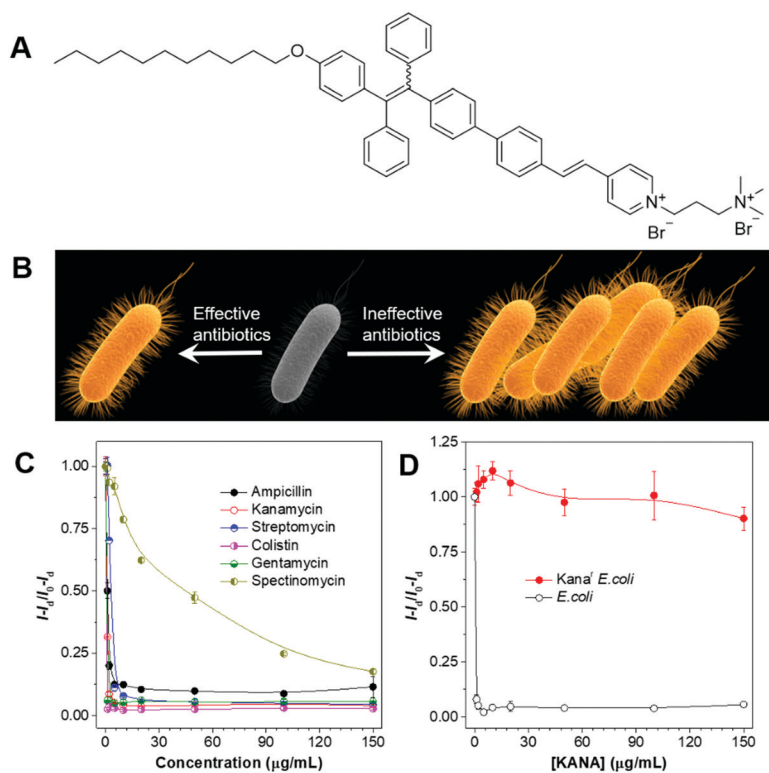 A
O
N+
Br−
N+
Br−
B
Effective
antibiotics
Ineffective
antibiotics
C
1.00
0.75
0.50
0.25
0.00
I-Id/I0-Id
Ampicillin
Kanamycin
Streptomycin
Colistin
Gentamycin
Spectinomycin
0 30 60 90 120 150
Concentration (μg/mL)
D
1.25
1.00
0.75
0.50
0.25
0.00
I-Id/I0-Id
Kanar E.coli
E.coli
0 30 60 90 120 150
[KANA] (μg/mL)